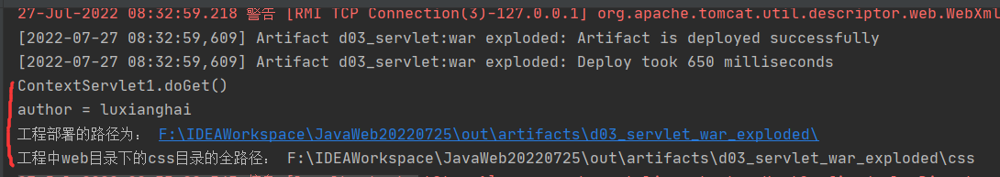 27-Jul-2022 08:32:59.218 警告 [RMI TCP Connection(3)-127.0.0.1] org.apache.tomcat.util.descriptor.web.WebXml
[2022-07-27 08:32:59,609] Artifact d03_servlet:war exploded: Artifact is deployed successfully
[2022-07-27 08:32:59,609] Artifact d03_servlet:war exploded: Deploy took 650 milliseconds
ContextServlet1.doGet()
author = luxianghai
工程部署的路径为: F:\IDEAWorkspace\JavaWeb20220725\out\artifacts\d03_servlet_war_exploded\
工程中web目录下的css目录的全路径: F:\IDEAWorkspace\JavaWeb20220725\out\artifacts\d03_servlet_war_exploded\css